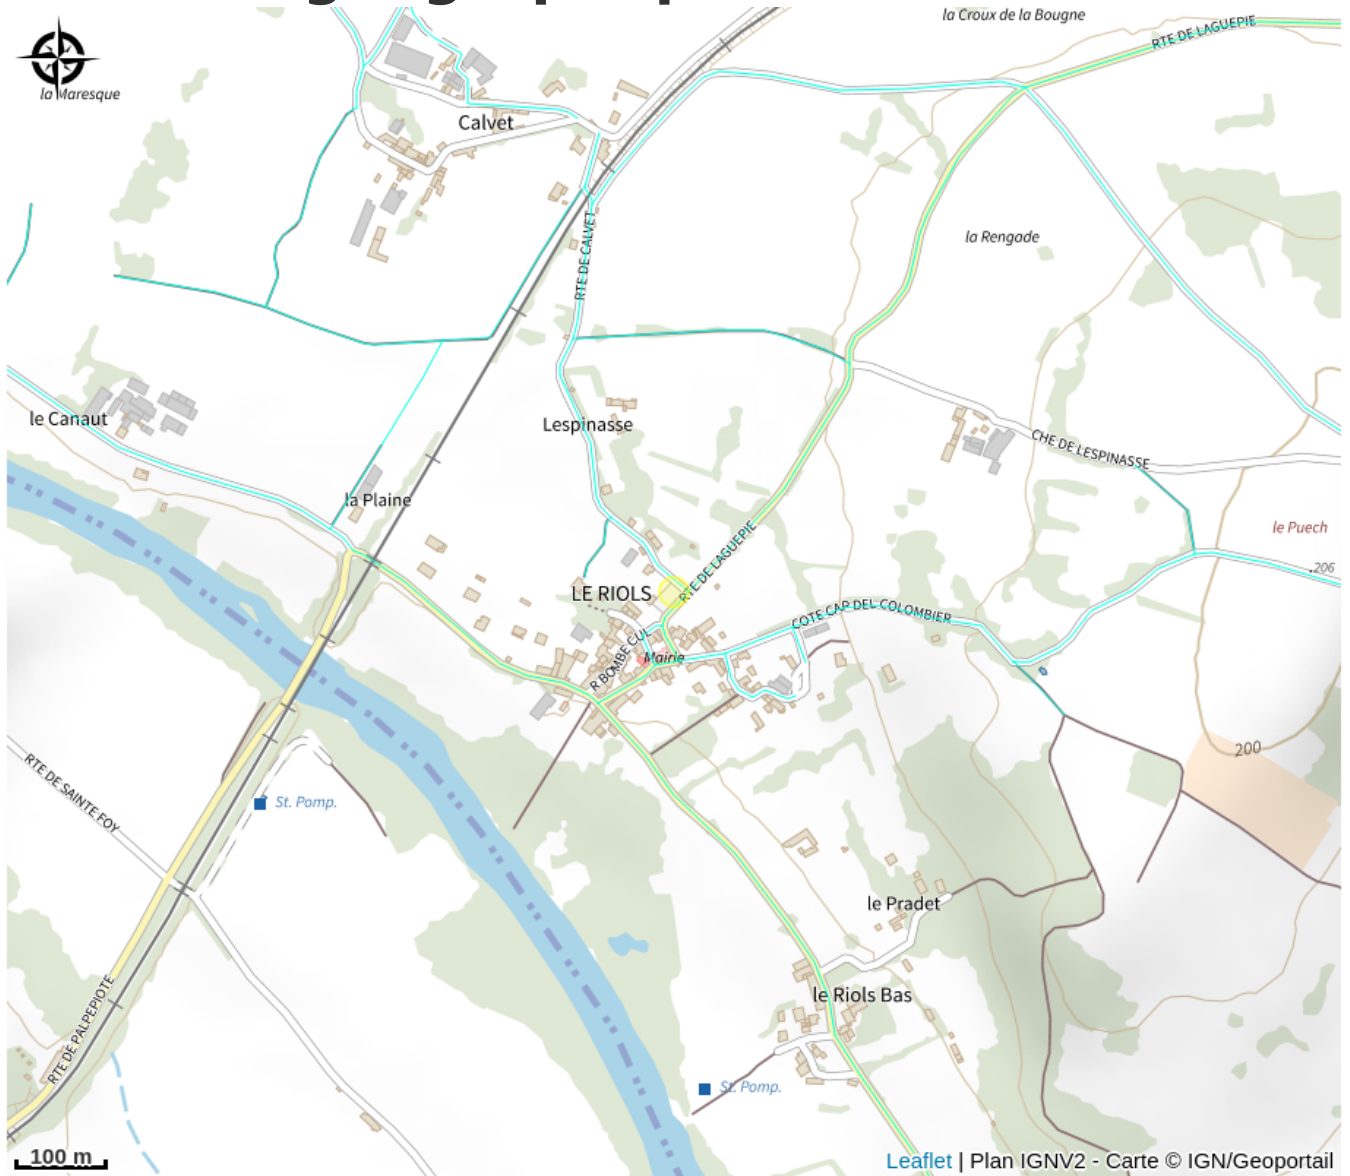 la Croux de la Bougne
RTE DE LAGUEPIE
la Maresque
Calvet
RTE DE CALVET
la Rengade
le Canaut
Lespinasse
CHE DE LESPINASSE
la Plaine
le Puech
RTE DE LAGUEPIE
.206
LE RIOLS
COTE CAP DEL COLOMBIER
R BOMBE CUL
Mairie
200
RTE DE SAINTE FOY
St. Pomp.
le Pradet
le Riols Bas
RTE DE PALPEPIOTE
St. Pomp.
100 m
Leaflet | Plan IGNV2 - Carte © IGN/Geoportail